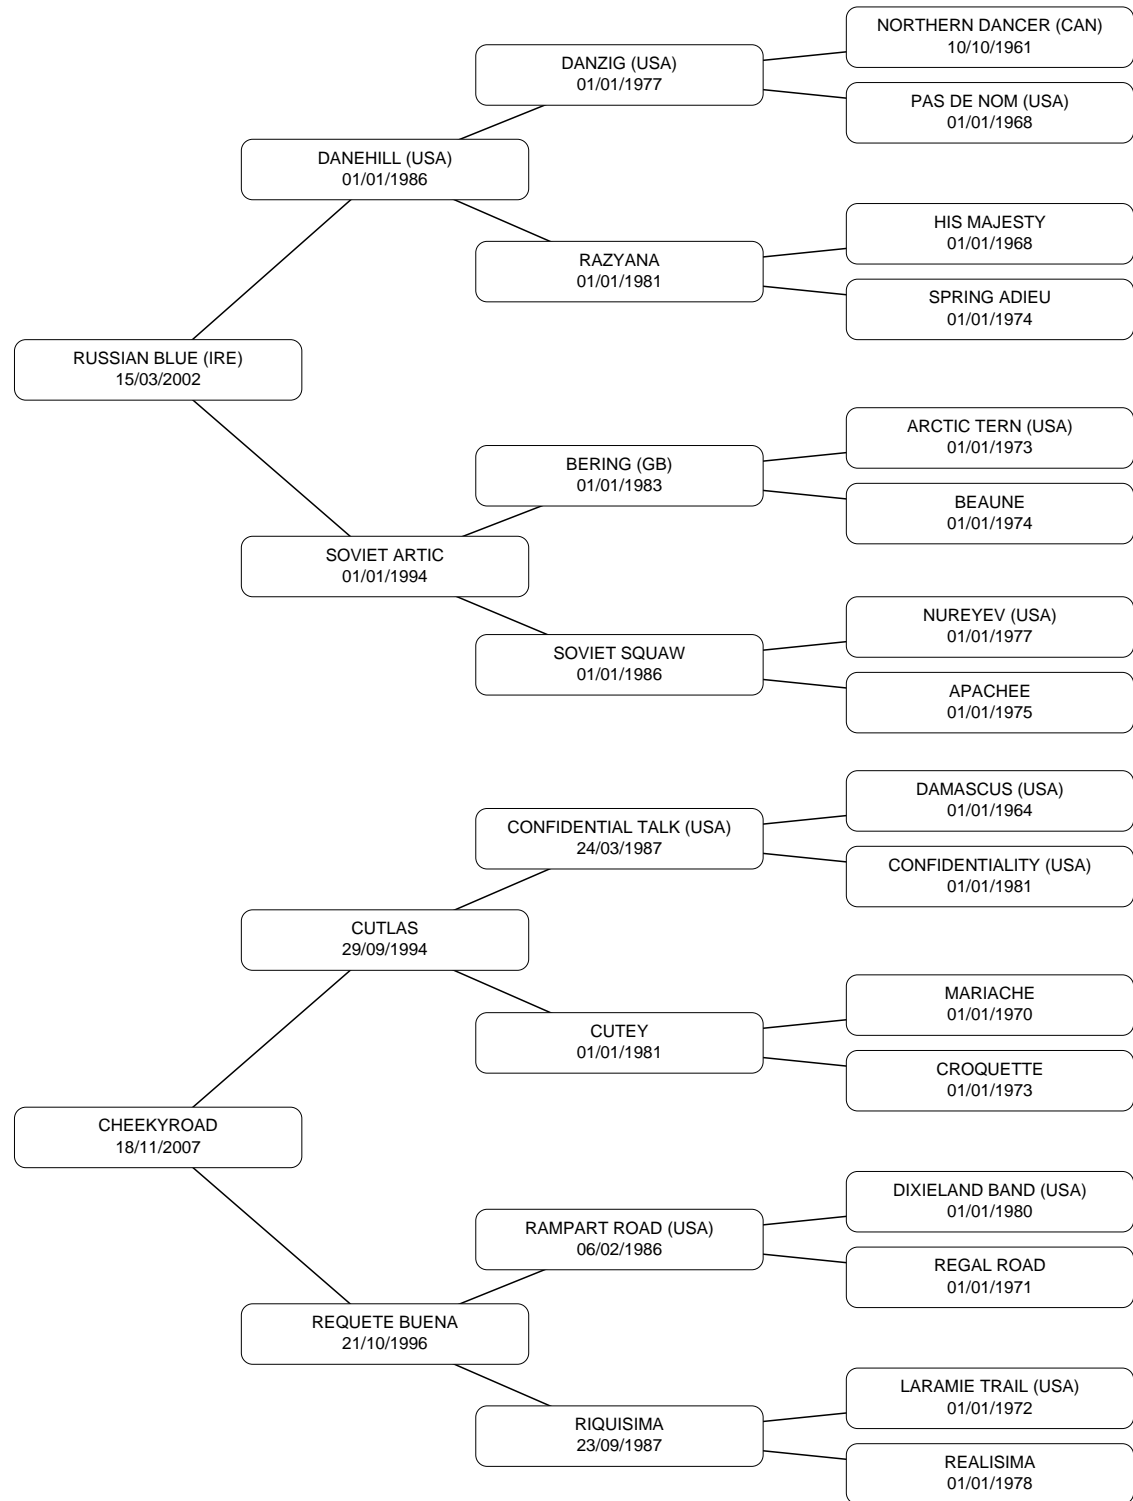 NORTHERN DANCER (CAN)
10/10/1961
DANZIG (USA)
01/01/1977
PAS DE NOM (USA)
01/01/1968
DANEHILL (USA)
01/01/1986
HIS MAJESTY
01/01/1968
RAZYANA
01/01/1981
SPRING ADIEU
01/01/1974
RUSSIAN BLUE (IRE)
15/03/2002
ARCTIC TERN (USA)
01/01/1973
BERING (GB)
01/01/1983
BEAUNE
01/01/1974
SOVIET ARTIC
01/01/1994
NUREYEV (USA)
01/01/1977
SOVIET SQUAW
01/01/1986
APACHEE
01/01/1975
DAMASCUS (USA)
01/01/1964
CONFIDENTIAL TALK (USA)
24/03/1987
CONFIDENTIALITY (USA)
01/01/1981
CUTLAS
29/09/1994
MARIACHE
01/01/1970
CUTEY
01/01/1981
CROQUETTE
01/01/1973
CHEEKYROAD
18/11/2007
DIXIELAND BAND (USA)
01/01/1980
RAMPART ROAD (USA)
06/02/1986
REGAL ROAD
01/01/1971
REQUETE BUENA
21/10/1996
LARAMIE TRAIL (USA)
01/01/1972
RIQUISIMA
23/09/1987
REALISIMA
01/01/1978